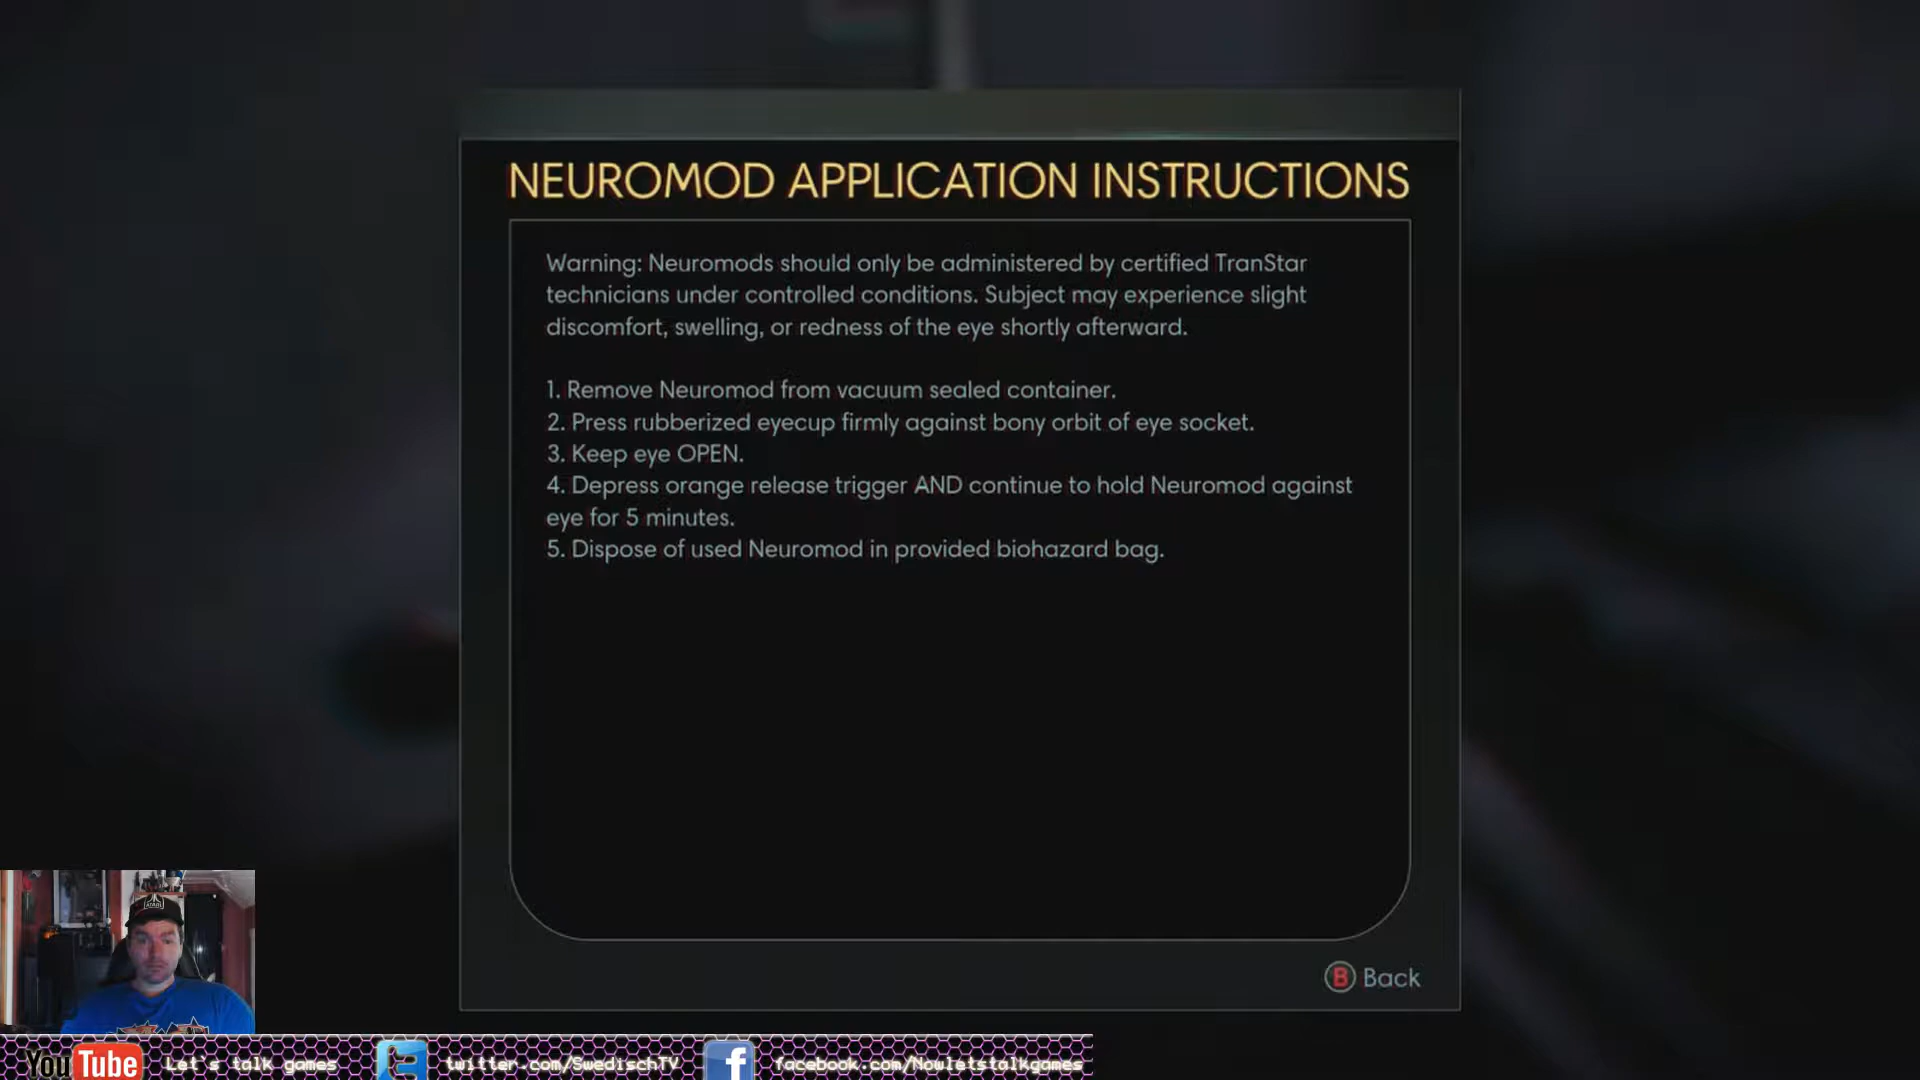 NEUROMOD APPLICATION INSTRUCTIONS
Warning: Neuromods should only be administered by certified TranStar
technicians under controlled conditions. Subject may experience slight
discomfort, swelling, or redness of the eye shortly afterward.
1. Remove Neuromod from vacuum sealed container.
2. Press rubberized eyecup firmly against bony orbit of eye socket.
3. Keep eye OPEN.
4. Depress orange release trigger AND continue to hold Neuromod against
eye for 5 minutes.
5. Dispose of used Neuromod in provided biohazard bag.
B Back
ATARI
YouTube Let's talk games twitter.com/SwedischTV f facebook.com/Nowletstalkgames